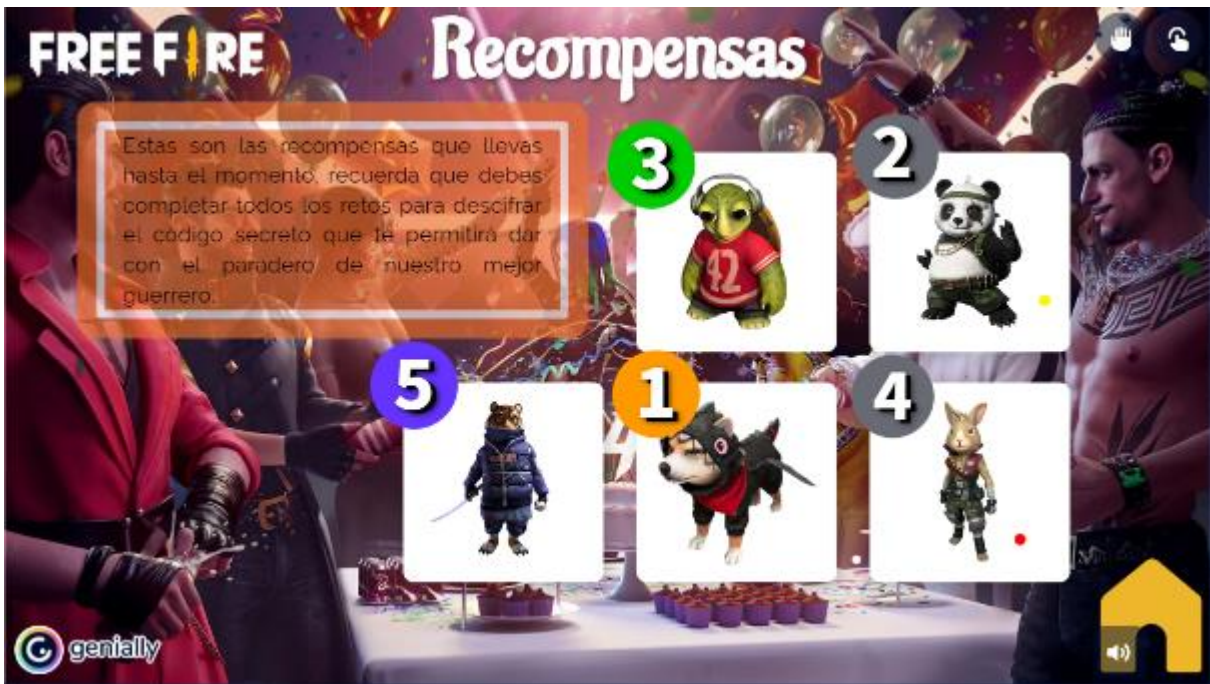 FREE FIRE
Recompensas
Estas son las recompensas que llevas
hasta el momento, recuerda que debes
completar todos los retos para descifrar
el código secreto que te permitirá dar
con el paradero de nuestro mejor
guerrero.
3
2
42
5
1
4
genially